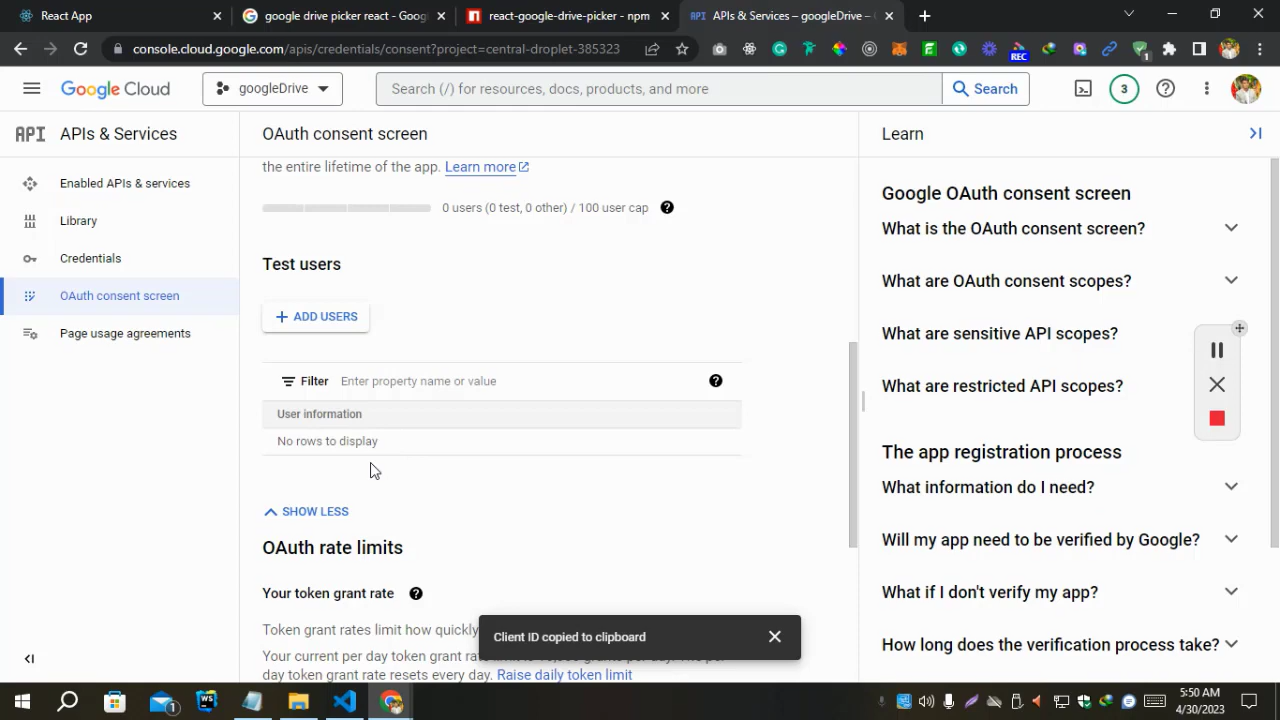 React App
google drive picker react - Goog
react-google-drive-picker - npm
API APIs & Services – googleDrive –
console.cloud.google.com/apis/credentials/consent?project=central-droplet-385323
REC
1
Google Cloud
googleDrive
Search (/) for resources, docs, products, and more
Search
3
API APIs & Services
OAuth consent screen
Learn
Enabled APIs & services
Library
Credentials
OAuth consent screen
Page usage agreements
the entire lifetime of the app. Learn more
0 users (0 test, 0 other) / 100 user cap
Test users
+ ADD USERS
Filter Enter property name or value
User information
No rows to display
SHOW LESS
OAuth rate limits
Your token grant rate
Token grant rates limit how quickly
Your current per day token grant rate
day token grant rate resets every day. Raise daily token limit
Client ID copied to clipboard
Google OAuth consent screen
What is the OAuth consent screen?
What are OAuth consent scopes?
What are sensitive API scopes?
What are restricted API scopes?
The app registration process
What information do I need?
Will my app need to be verified by Google?
What if I don't verify my app?
How long does the verification process take?
1
WS
5:50 AM
4/30/2023